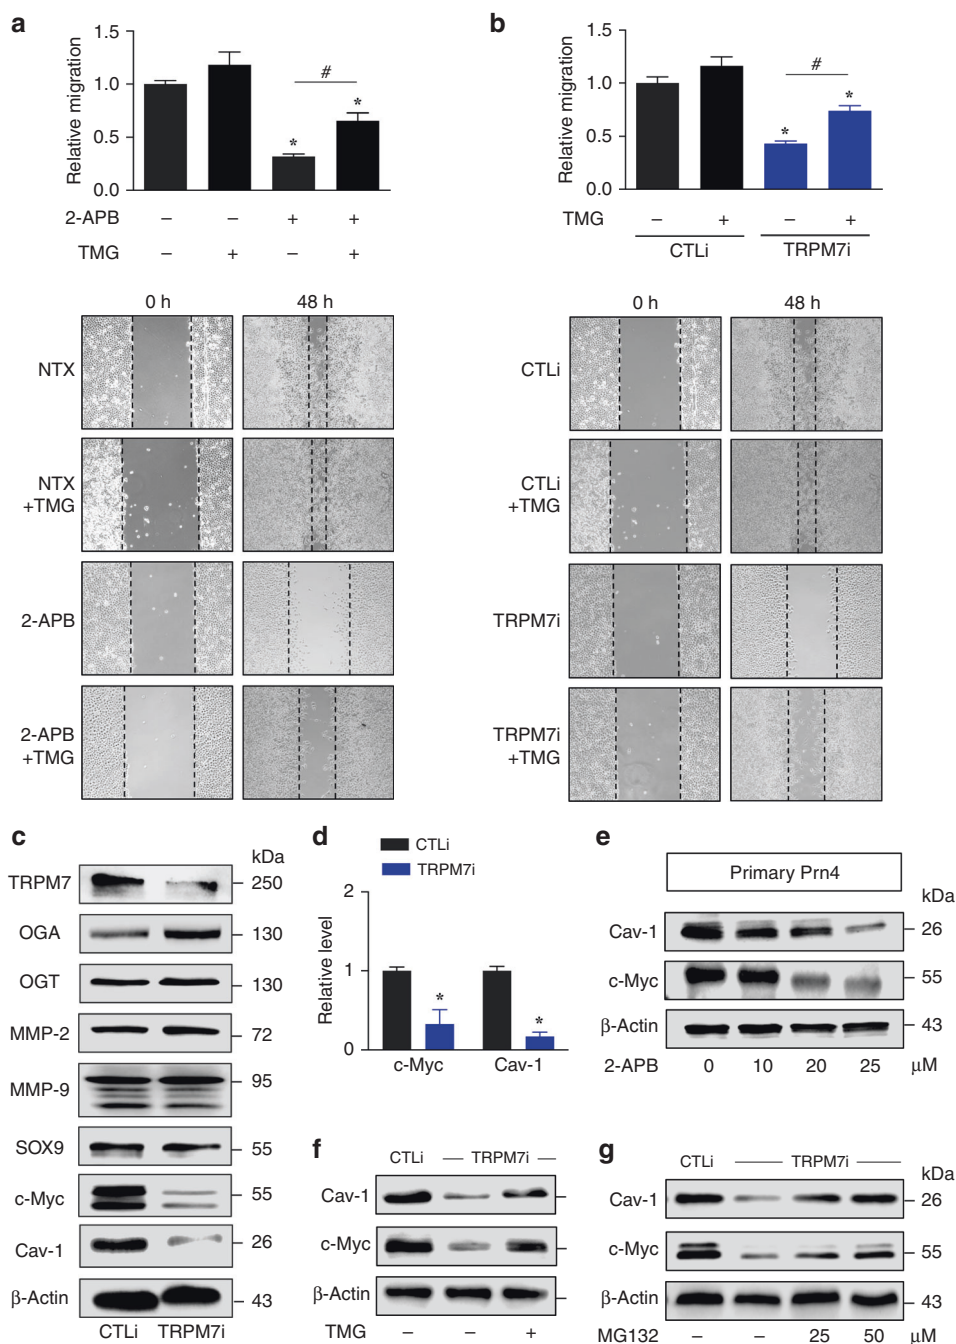 a
Relative migration
1.5
1.0
0.5
0.0
*
#
*
2-APB – – + +
TMG – + – +
0 h 48 h
NTX
NTX
+TMG
2-APB
2-APB
+TMG
b
Relative migration
1.5
1.0
0.5
0.0
*
#
*
TMG – + – +
CTLi TRPM7i
0 h 48 h
CTLi
CTLi
+TMG
TRPM7i
TRPM7i
+TMG
c
kDa
TRPM7 250
OGA 130
OGT 130
MMP-2 72
MMP-9 95
SOX9 55
c-Myc 55
Cav-1 26
β-Actin 43
CTLi TRPM7i
d
CTLi
TRPM7i
Relative level
2
1
0
*
*
c-Myc Cav-1
e
Primary Prn4
kDa
Cav-1 26
c-Myc 55
β-Actin 43
2-APB 0 10 20 25 μM
f
CTLi TRPM7i
Cav-1
c-Myc
β-Actin
TMG – – +
g
CTLi TRPM7i
kDa
Cav-1 26
c-Myc 55
β-Actin 43
MG132 – – 25 50 μM